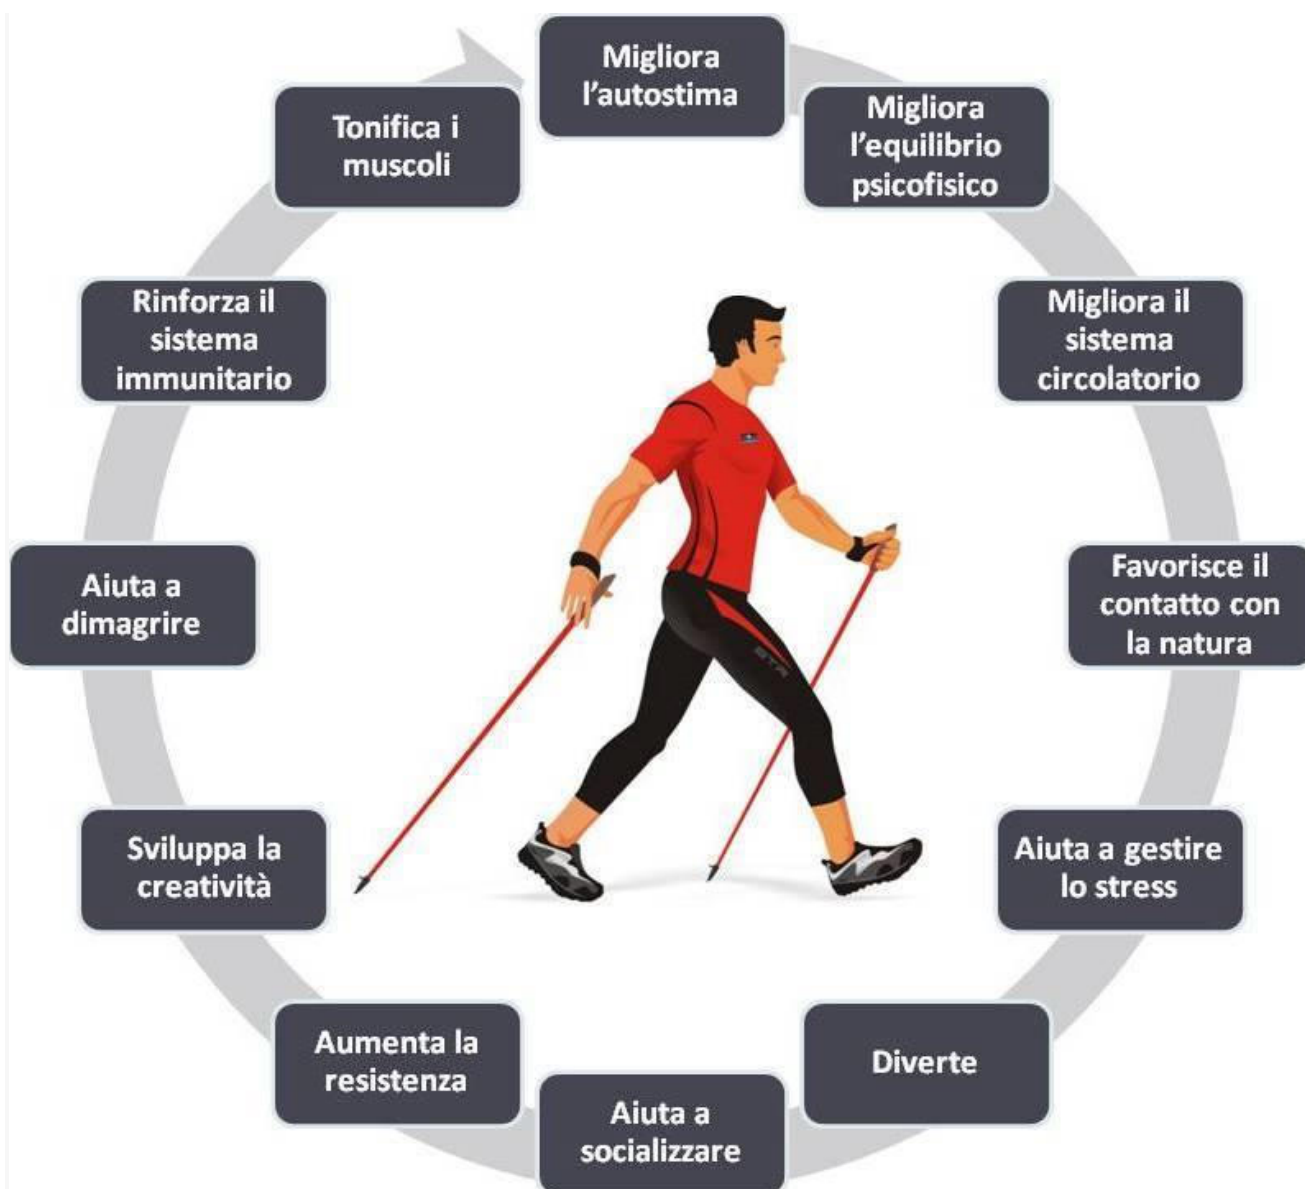 Migliora
l'autostima
Migliora
l'equilibrio
psicofisico
Migliora il
sistema
circolatorio
Favorisce il
contatto con
la natura
Aiuta a gestire
lo stress
Diverte
Aiuta a
socializzare
Aumenta la
resistenza
Sviluppa la
creatività
Aiuta a
dimagrire
Rinforza il
sistema
immunitario
Tonifica i
muscoli